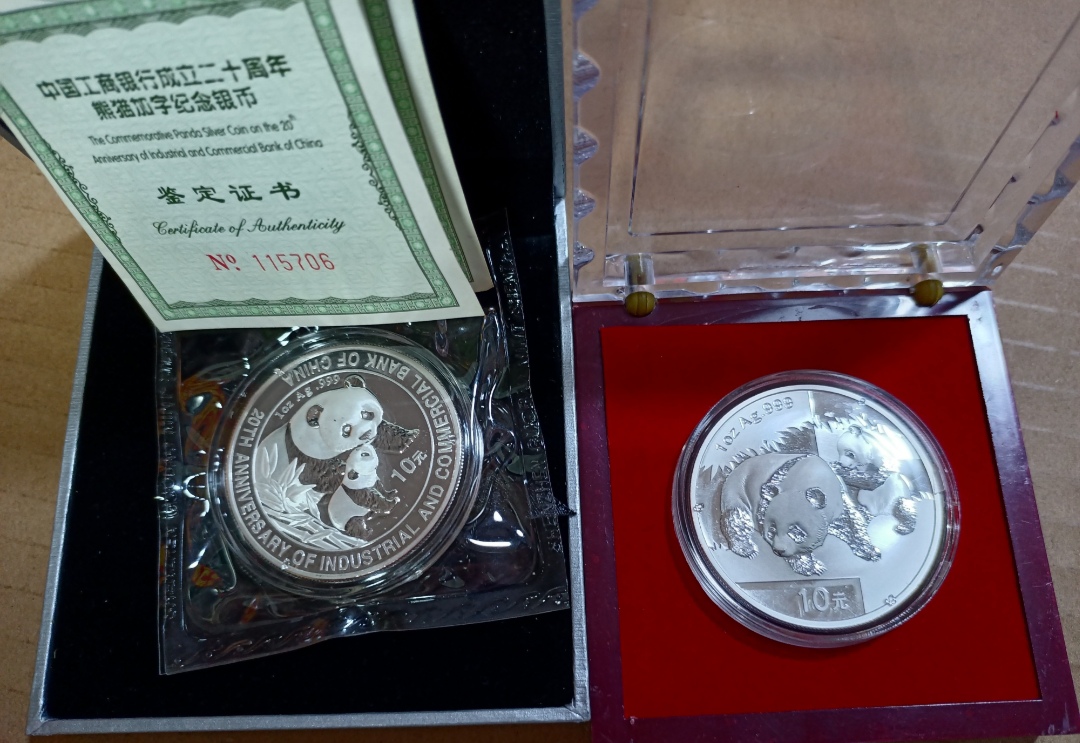 中国工商银行成立二十周年
熊猫加字纪念银币
The Commemorative Panda Silver Coin on the 20th
Anniversary of Industrial and Commercial Bank of China
鉴定证书
Certificate of Authenticity
No. 115706
20TH ANNIVERSARY OF INDUSTRIAL AND COMMERCIAL BANK OF CHINA
1oz Ag .999
10元
1oz Ag .999
10元